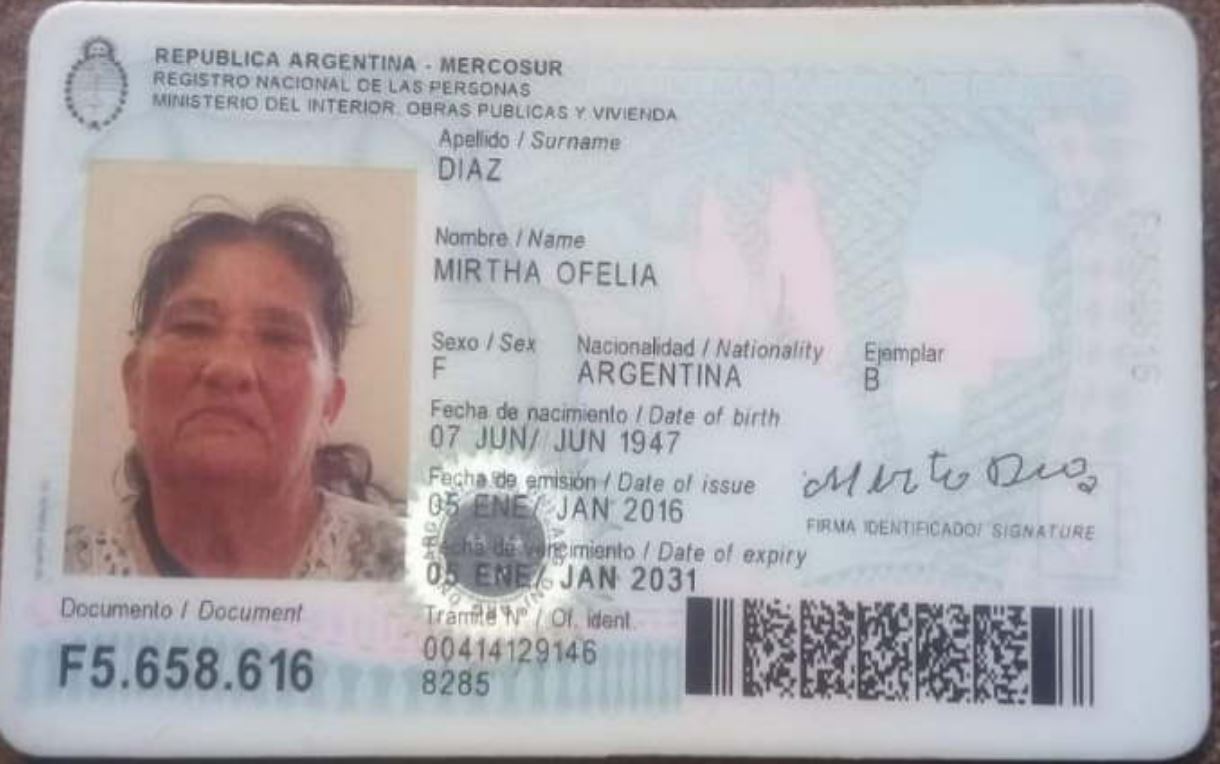 REPUBLICA ARGENTINA - MERCOSUR
REGISTRO NACIONAL DE LAS PERSONAS
MINISTERIO DEL INTERIOR, OBRAS PUBLICAS Y VIVIENDA
Apellido / Surname
DIAZ
Nombre / Name
MIRTHA OFELIA
Sexo / Sex Nacionalidad / Nationality Ejemplar
F ARGENTINA B
Fecha de nacimiento / Date of birth
07 JUN/ JUN 1947
Fecha de emisión / Date of issue
05 ENE/ JAN 2016
FIRMA IDENTIFICADO/ SIGNATURE
Fecha de vencimiento / Date of expiry
05 ENE/ JAN 2031
Documento / Document
F5.658.616
Tramite Nº / Of. ident.
00414129146
8285